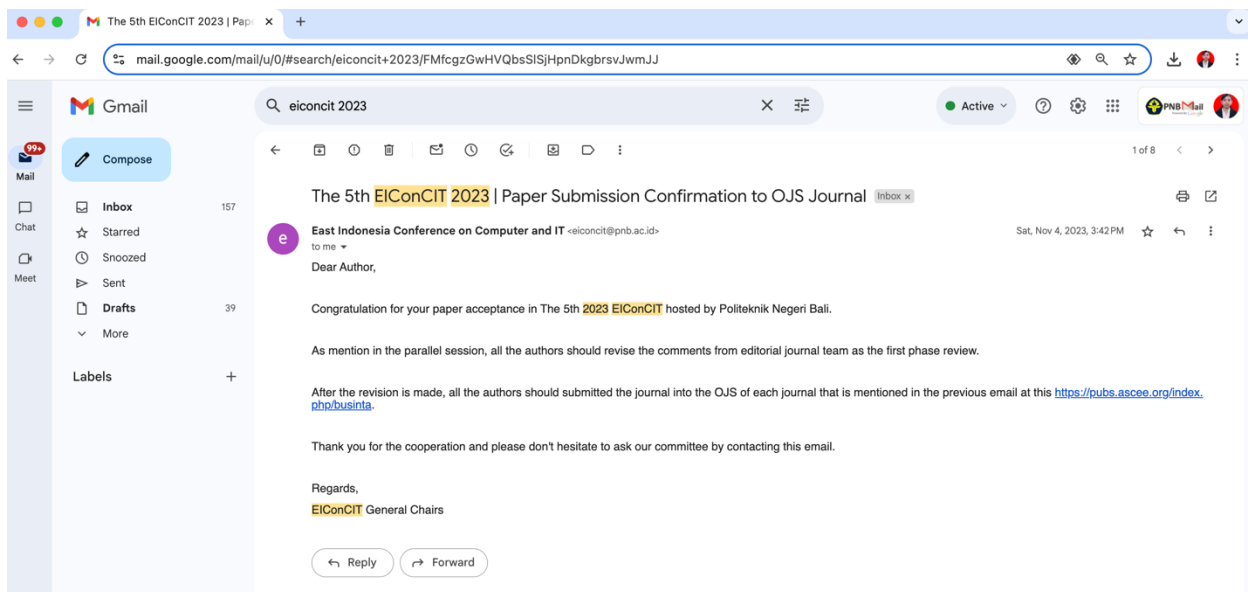 The 5th EIConCIT 2023 | Pape
mail.google.com/mail/u/0/#search/eiconcit+2023/FMfcgzGwHVQbsSlSjHpnDkgbrsvJwmJJ
Gmail
eiconcit 2023
Active
PNBMail
99+
Mail
Chat
Meet
Compose
1 of 8
Inbox 157
Starred
Snoozed
Sent
Drafts 39
More
Labels
The 5th EIConCIT 2023 | Paper Submission Confirmation to OJS Journal Inbox x
e
East Indonesia Conference on Computer and IT <eiconcit@pnb.ac.id>
Sat, Nov 4, 2023, 3:42 PM
to me
Dear Author,
Congratulation for your paper acceptance in The 5th 2023 EIConCIT hosted by Politeknik Negeri Bali.
As mention in the parallel session, all the authors should revise the comments from editorial journal team as the first phase review.
After the revision is made, all the authors should submitted the journal into the OJS of each journal that is mentioned in the previous email at this https://pubs.ascee.org/index.
php/businta.
Thank you for the cooperation and please don't hesitate to ask our committee by contacting this email.
Regards,
EIConCIT General Chairs
Reply
Forward